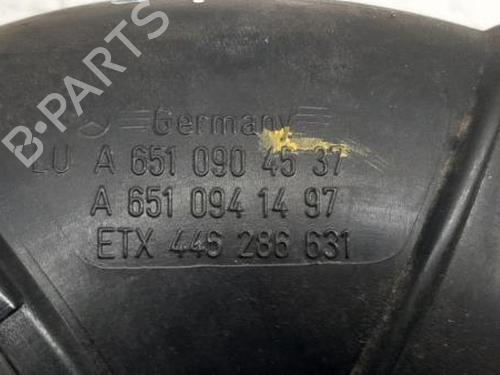 Germany
LU A 651 090 45 37
A 651 094 14 97
ETX 446 286 631
B-PARTS